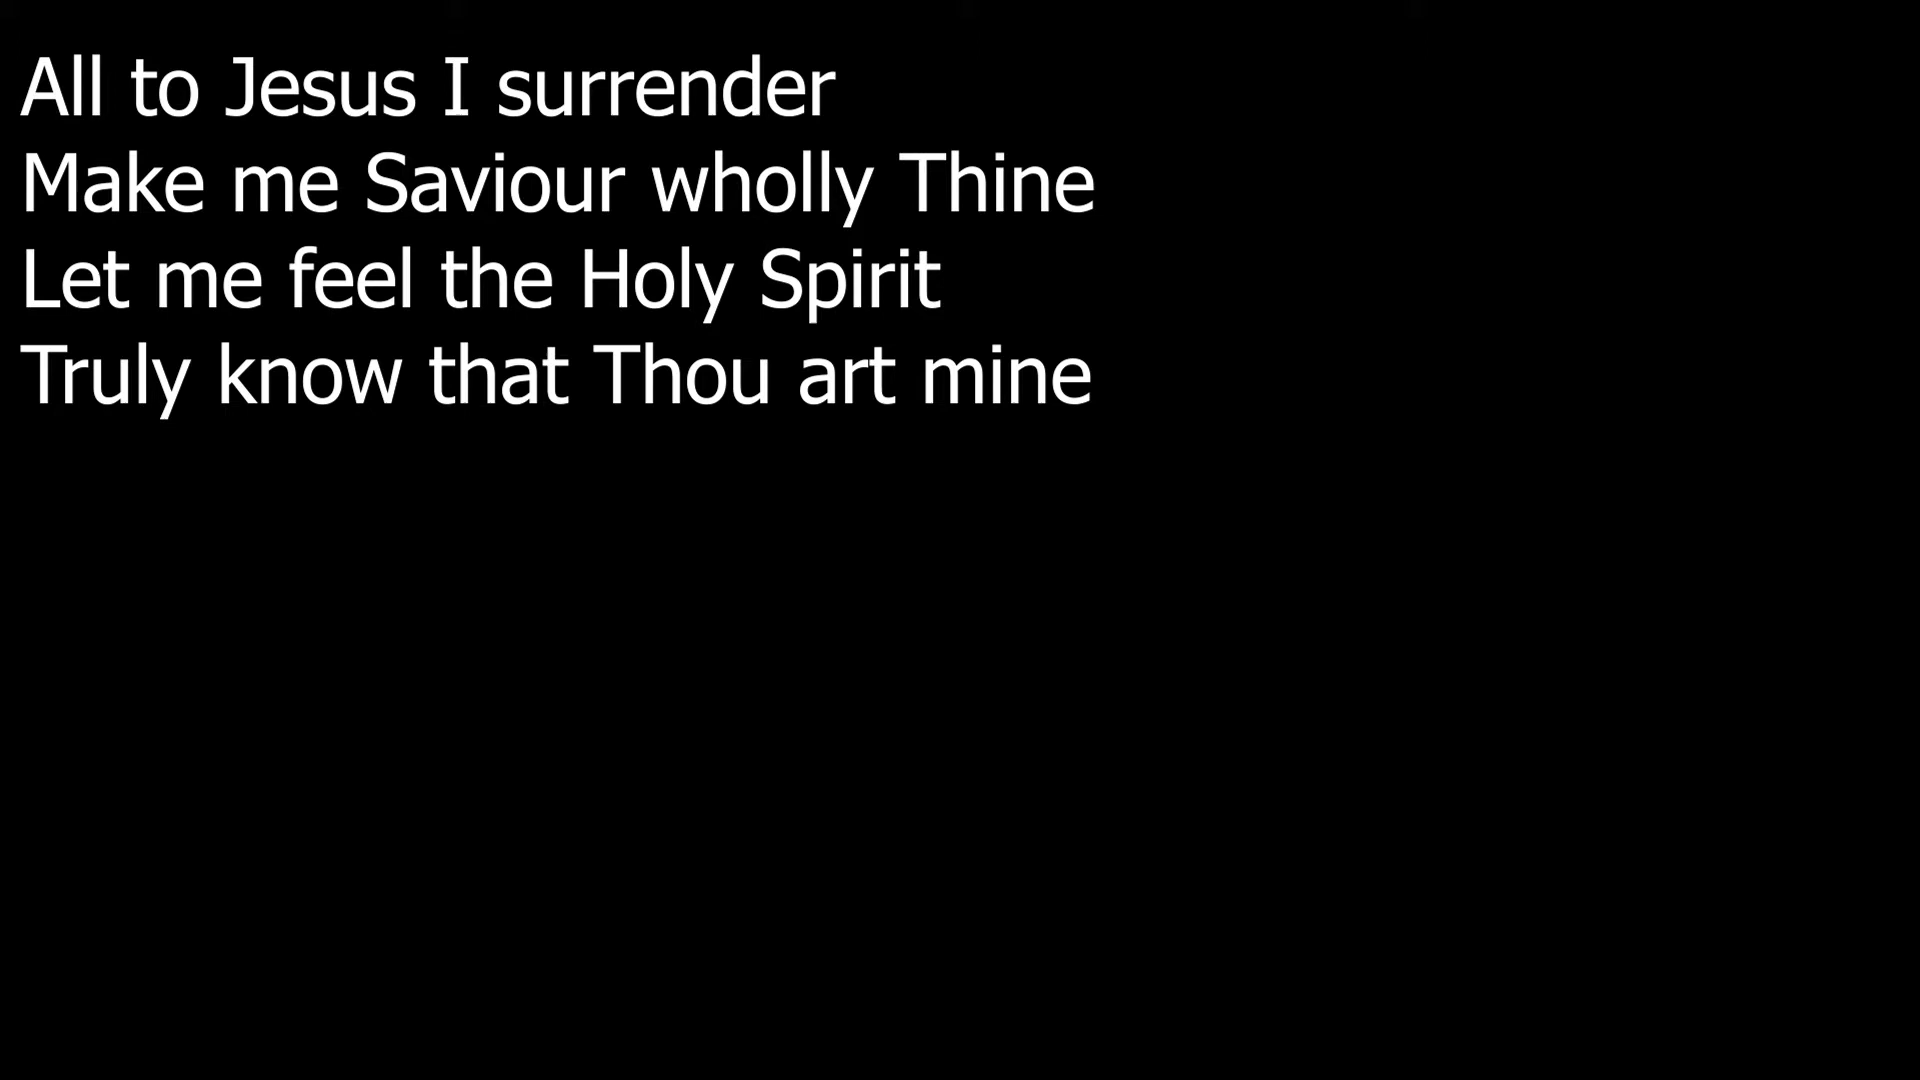 All to Jesus I surrender
Make me Saviour wholly Thine
Let me feel the Holy Spirit
Truly know that Thou art mine